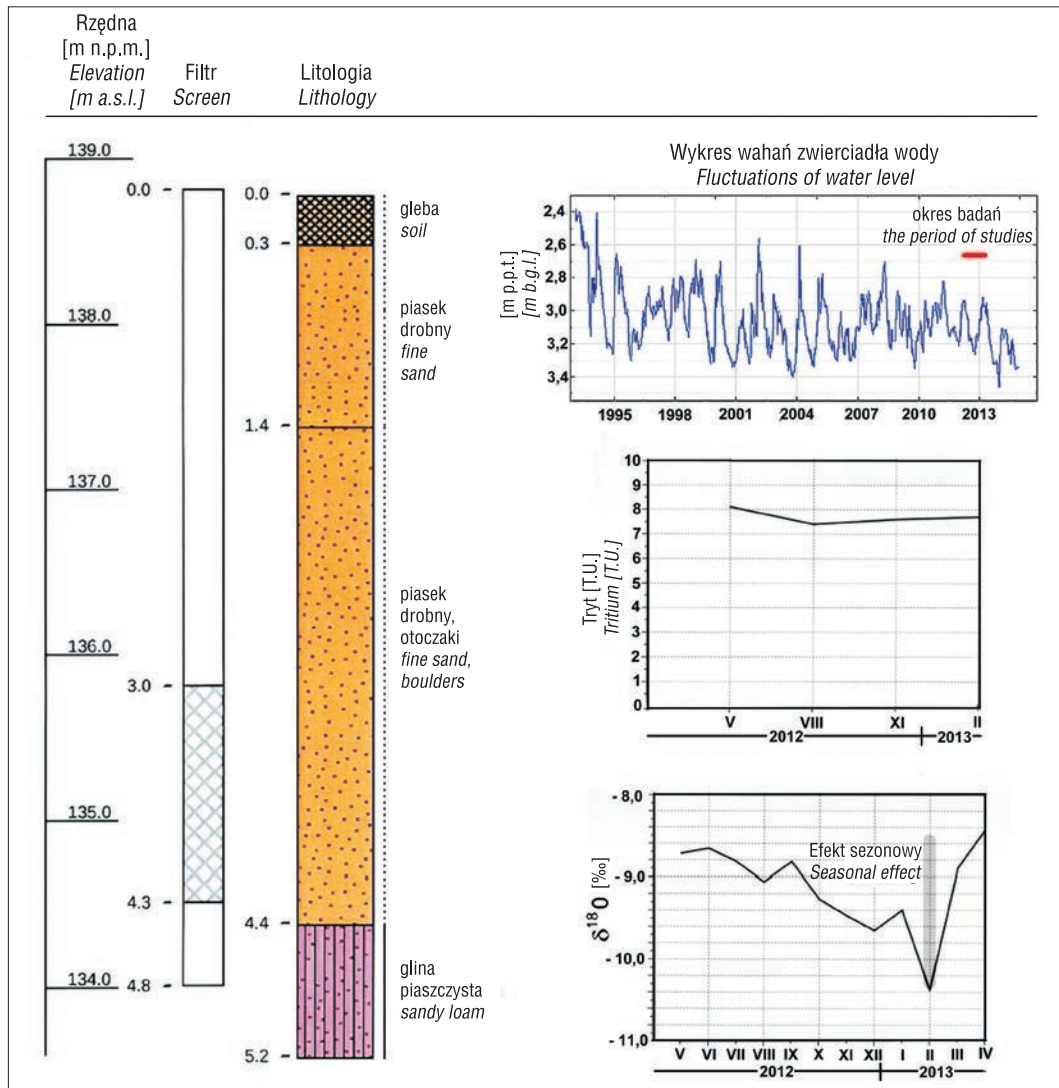 Rzędna
[m n.p.m.]
Elevation
[m a.s.l.]
Filtr
Screen
Litologia
Lithology
139.0
138.0
137.0
136.0
135.0
134.0
0.0
3.0
4.3
4.8
0.0
0.3
1.4
4.4
5.2
gleba
soil
piasek
drobny
fine
sand
piasek
drobny,
otoczaki
fine sand,
boulders
glina
piaszczysta
sandy loam
Wykres wahań zwierciadła wody
Fluctuations of water level
okres badań
the period of studies
[m p.p.t.]
[m b.g.l.]
2,4
2,6
3,0
3,2
3,4
1995 1998 2001 2004 2007 2010 2013
Tryt [T.U.]
Tritium [T.U.]
10
9
8
7
6
5
4
3
2
1
0
V VIII XI II
2012 2013
δ18O [‰]
- 8,0
- 9,0
- 10,0
- 11,0
Efekt sezonowy
Seasonal effect
V VI VII VIII IX X XI XII I II III IV
2012 2013